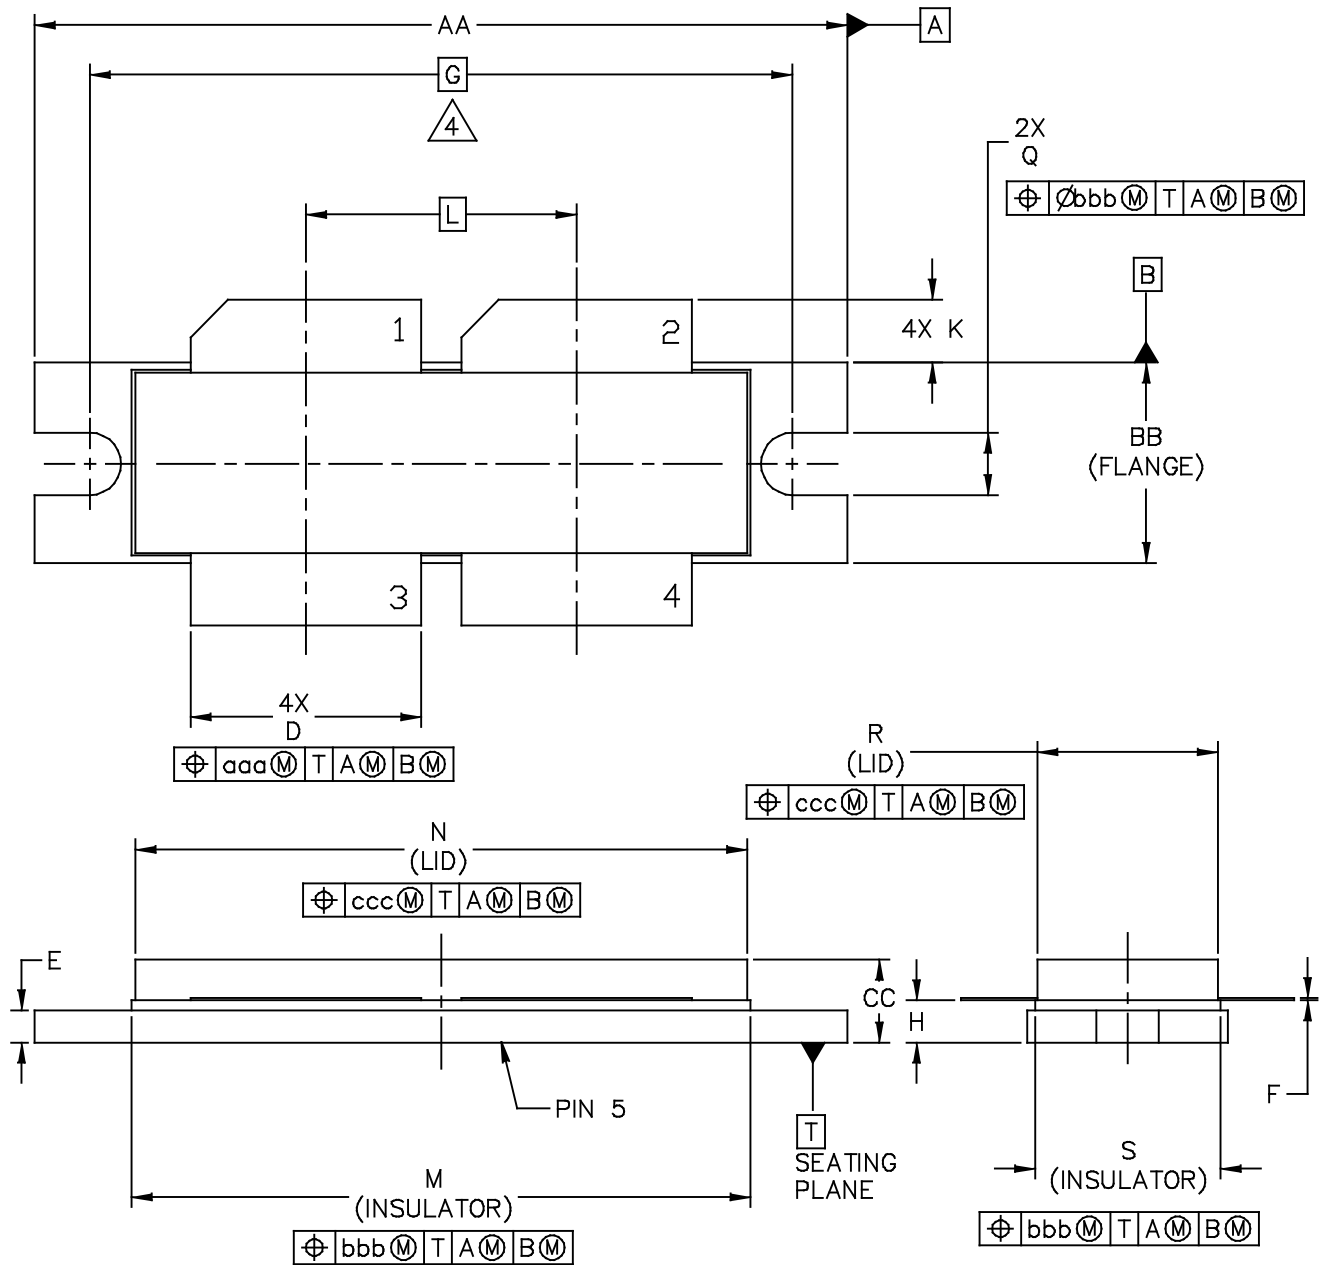 AA
A
G
4
2X
Q
⌖ Øbbb Ⓜ T A Ⓜ B Ⓜ
L
B
1
2
4X K
BB
(FLANGE)
3
4
4X
D
⌖ aaa Ⓜ T A Ⓜ B Ⓜ
R
(LID)
⌖ ccc Ⓜ T A Ⓜ B Ⓜ
N
(LID)
⌖ ccc Ⓜ T A Ⓜ B Ⓜ
E
CC
H
F
PIN 5
T
SEATING
PLANE
M
(INSULATOR)
⌖ bbb Ⓜ T A Ⓜ B Ⓜ
S
(INSULATOR)
⌖ bbb Ⓜ T A Ⓜ B Ⓜ